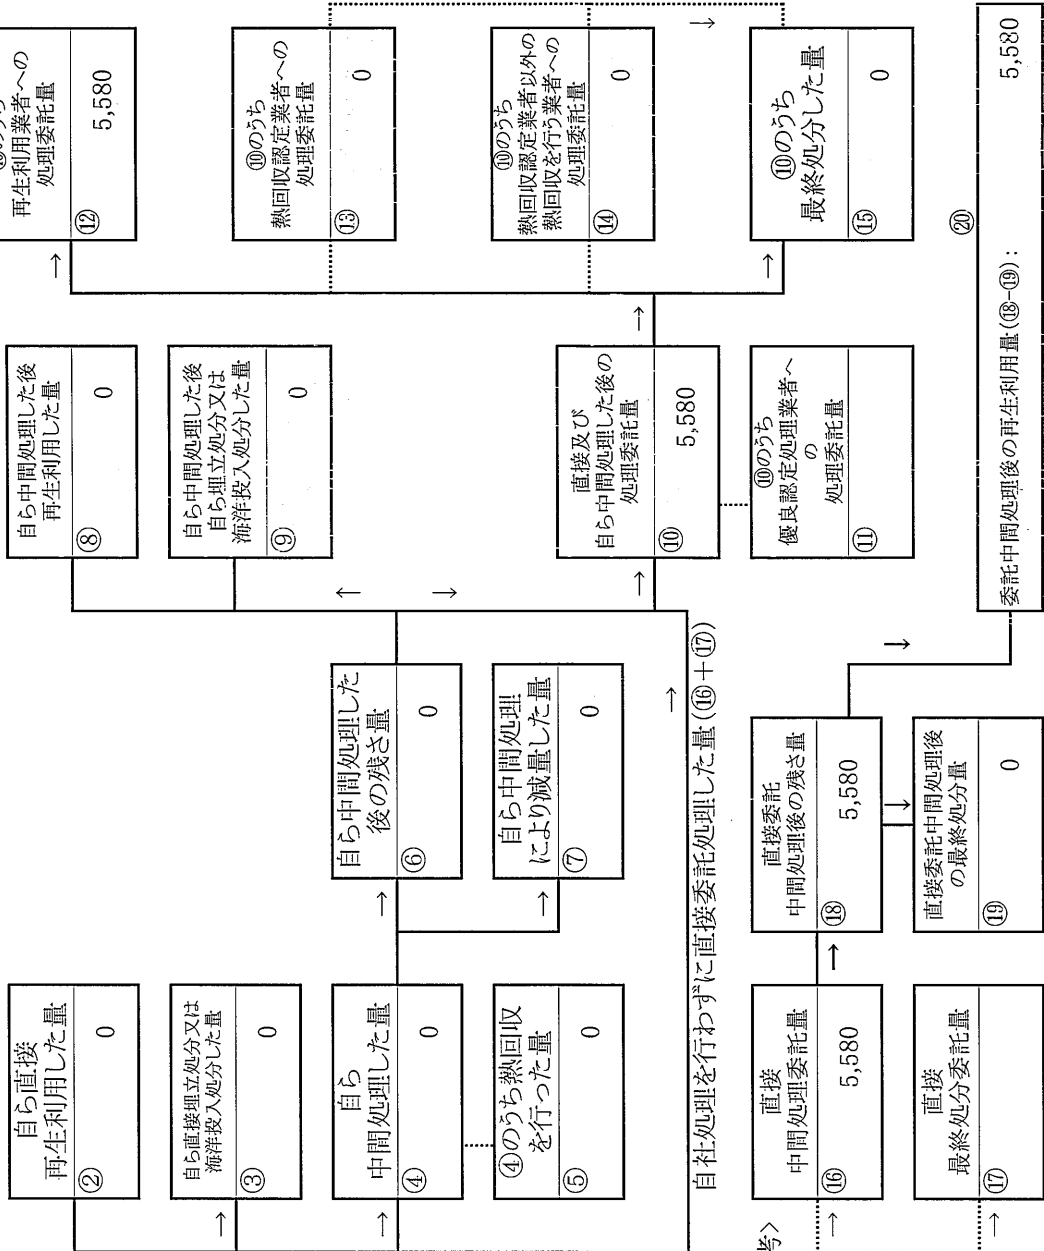 自ら直接
再生利用した量
② 0
自ら直接埋立処分又は
海洋投入処分した量
③ 0
自ら
中間処理した量
④ 0
④のうち熱回収
を行った量
⑤ 0
自ら中間処理した
後の残さ量
⑥ 0
自ら中間処理
により減量した量
⑦ 0
自ら中間処理した後
再生利用した量
⑧ 0
自ら中間処理した後
自ら埋立処分又は
海洋投入処分した量
⑨ 0
直接及び
自ら中間処理した後の
処理委託量
⑩ 5,580
⑩のうち
優良認定処理業者へ
の
処理委託量
⑪
⑩のうち
再生利用業者への
処理委託量
⑫ 5,580
⑩のうち
熱回収認定業者への
処理委託量
⑬ 0
⑩のうち
熱回収認定業者以外の
熱回収を行う業者への
処理委託量
⑭ 0
⑩のうち
最終処分した量
⑮ 0
自社処理を行わずに直接委託処理した量(⑯+⑰)
考>
直接
中間処理委託量
⑯ 5,580
直接
最終処分委託量
⑰
直接委託
中間処理後の残さ量
⑱ 5,580
直接委託中間処理後
の最終処分量
⑲ 0
⑳
委託中間処理後の再生利用量(⑱-⑲): 5,580